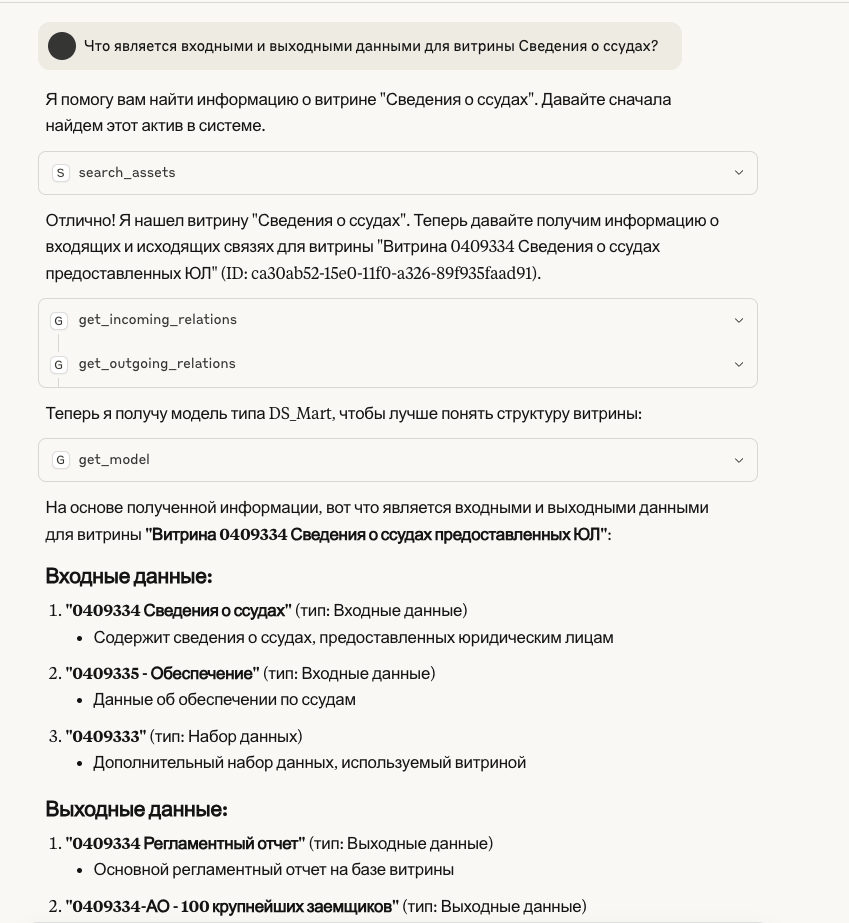 Что является входными и выходными данными для витрины Сведения о ссудах?
Я помогу вам найти информацию о витрине "Сведения о ссудах". Давайте сначала
найдем этот актив в системе.
S search_assets
Отлично! Я нашел витрину "Сведения о ссудах". Теперь давайте получим информацию о
входящих и исходящих связях для витрины "Витрина 0409334 Сведения о ссудах
предоставленных ЮЛ" (ID: ca30ab52-15e0-11f0-a326-89f935faad91).
G get_incoming_relations
G get_outgoing_relations
Теперь я получу модель типа DS_Mart, чтобы лучше понять структуру витрины:
G get_model
На основе полученной информации, вот что является входными и выходными данными
для витрины "Витрина 0409334 Сведения о ссудах предоставленных ЮЛ":
Входные данные:
1. "0409334 Сведения о ссудах" (тип: Входные данные)
• Содержит сведения о ссудах, предоставленных юридическим лицам
2. "0409335 - Обеспечение" (тип: Входные данные)
• Данные об обеспечении по ссудам
3. "0409333" (тип: Набор данных)
• Дополнительный набор данных, используемый витриной
Выходные данные:
1. "0409334 Регламентный отчет" (тип: Выходные данные)
• Основной регламентный отчет на базе витрины
2. "0409334-АО - 100 крупнейших заемщиков" (тип: Выходные данные)